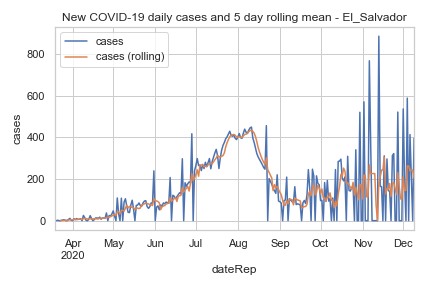 New COVID-19 daily cases and 5 day rolling mean - El_Salvador
cases
cases (rolling)
800
600
400
200
0
cases
Apr
2020
May
Jun
Jul
Aug
Sep
Oct
Nov
Dec
dateRep